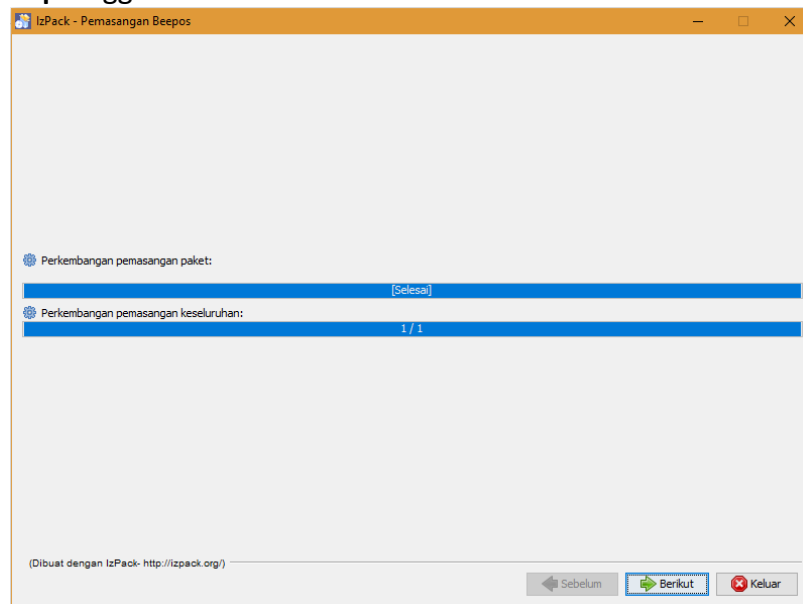 IzPack - Pemasangan Beepos
Perkembangan pemasangan paket:
[Selesai]
Perkembangan pemasangan keseluruhan:
1 / 1
(Dibuat dengan IzPack- http://izpack.org/)
Sebelum Berikut Keluar